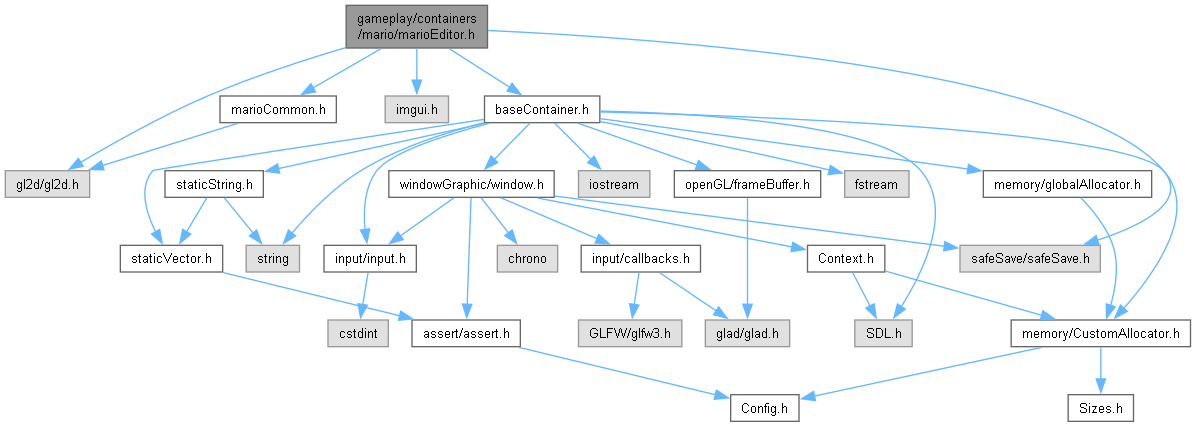 gameplay/containers
/mario/marioEditor.h
marioCommon.h
imgui.h
baseContainer.h
gl2d/gl2d.h
staticString.h
windowGraphic/window.h
iostream
openGL/frameBuffer.h
fstream
memory/globalAllocator.h
staticVector.h
string
input/input.h
chrono
input/callbacks.h
Context.h
safeSave/safeSave.h
cstdint
assert/assert.h
GLFW/glfw3.h
glad/glad.h
SDL.h
memory/CustomAllocator.h
Config.h
Sizes.h